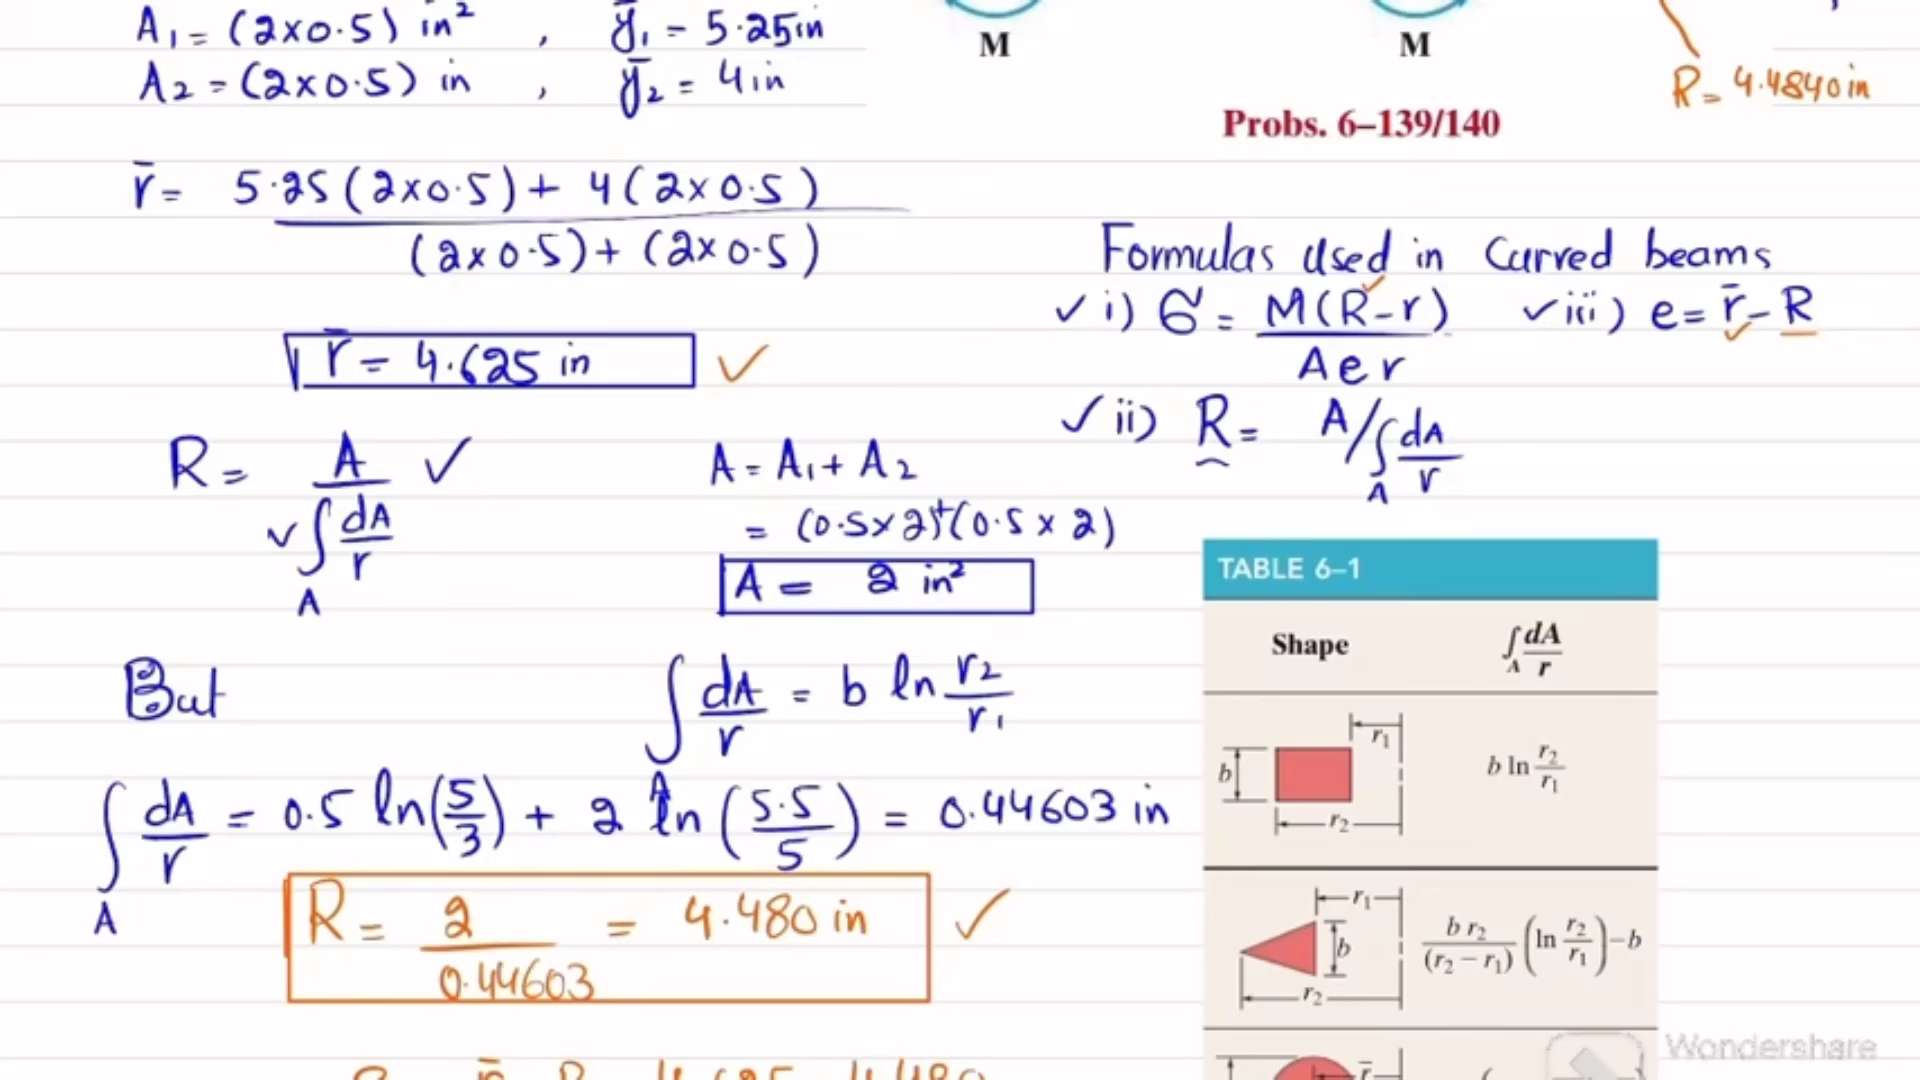 A₁ = (2x0.5) in² , ȳ₁ = 5.25in
A₂ = (2x0.5) in , ȳ₂ = 4in
M
M
R = 4.4840 in
Probs. 6–139/140
r̄ = 5.25(2x0.5) + 4(2x0.5)
(2x0.5) + (2x0.5)
r̄ = 4.625 in ✓
Formulas used in Curved beams
✓ i) σ = M(R-r) / A e r ✓ iii) e = r̄ - R
✓ ii) R = A/∫_A dA/r
R = A / ∫_A dA/r ✓
A = A₁ + A₂
= (0.5x2)+(0.5x2)
A = 2 in²
But ∫_A dA/r = b ln r₂/r₁
∫_A dA/r = 0.5 ln(5/3) + 2 ln(5.5/5) = 0.44603 in
R = 2/0.44603 = 4.480 in ✓
TABLE 6–1
Shape ∫_A dA/r
r₁
b
r₂
b ln r₂/r₁
r₁
b
r₂
b r₂/(r₂ – r₁) (ln r₂/r₁) – b
r̄
Wondershare